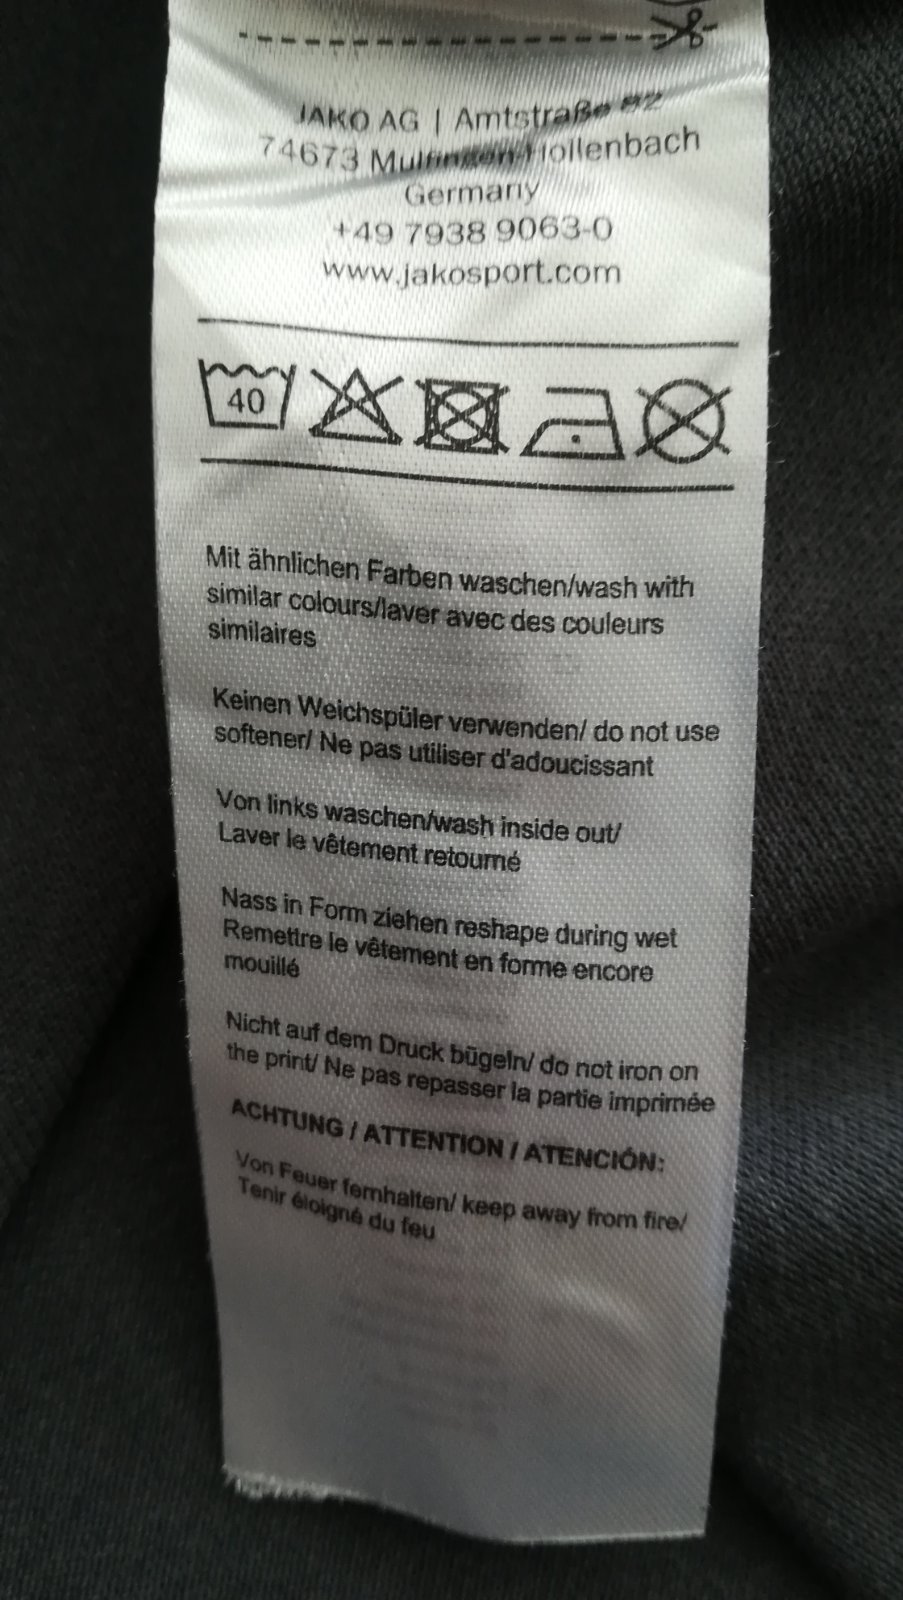 JAKO AG | Amtstraße 82
74673 Mulfingen-Hollenbach
Germany
+49 7938 9063-0
www.jakosport.com
40
Mit ähnlichen Farben waschen/wash with
similar colours/laver avec des couleurs
similaires
Keinen Weichspüler verwenden/ do not use
softener/ Ne pas utiliser d'adoucissant
Von links waschen/wash inside out/
Laver le vêtement retourné
Nass in Form ziehen reshape during wet
Remettre le vêtement en forme encore
mouillé
Nicht auf dem Druck bügeln/ do not iron on
the print/ Ne pas repasser la partie imprimée
ACHTUNG / ATTENTION / ATENCIÓN:
Von Feuer fernhalten/ keep away from fire/
Tenir éloigné du feu